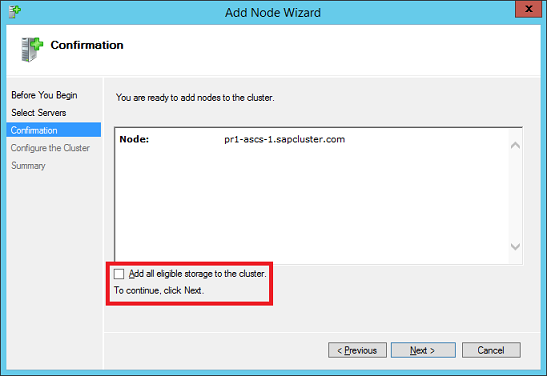 Add Node Wizard
Confirmation
Before You Begin
Select Servers
Confirmation
Configure the Cluster
Summary
You are ready to add nodes to the cluster.
Node: pr1-ascs-1.sapcluster.com
Add all eligible storage to the cluster.
To continue, click Next.
< Previous
Next >
Cancel